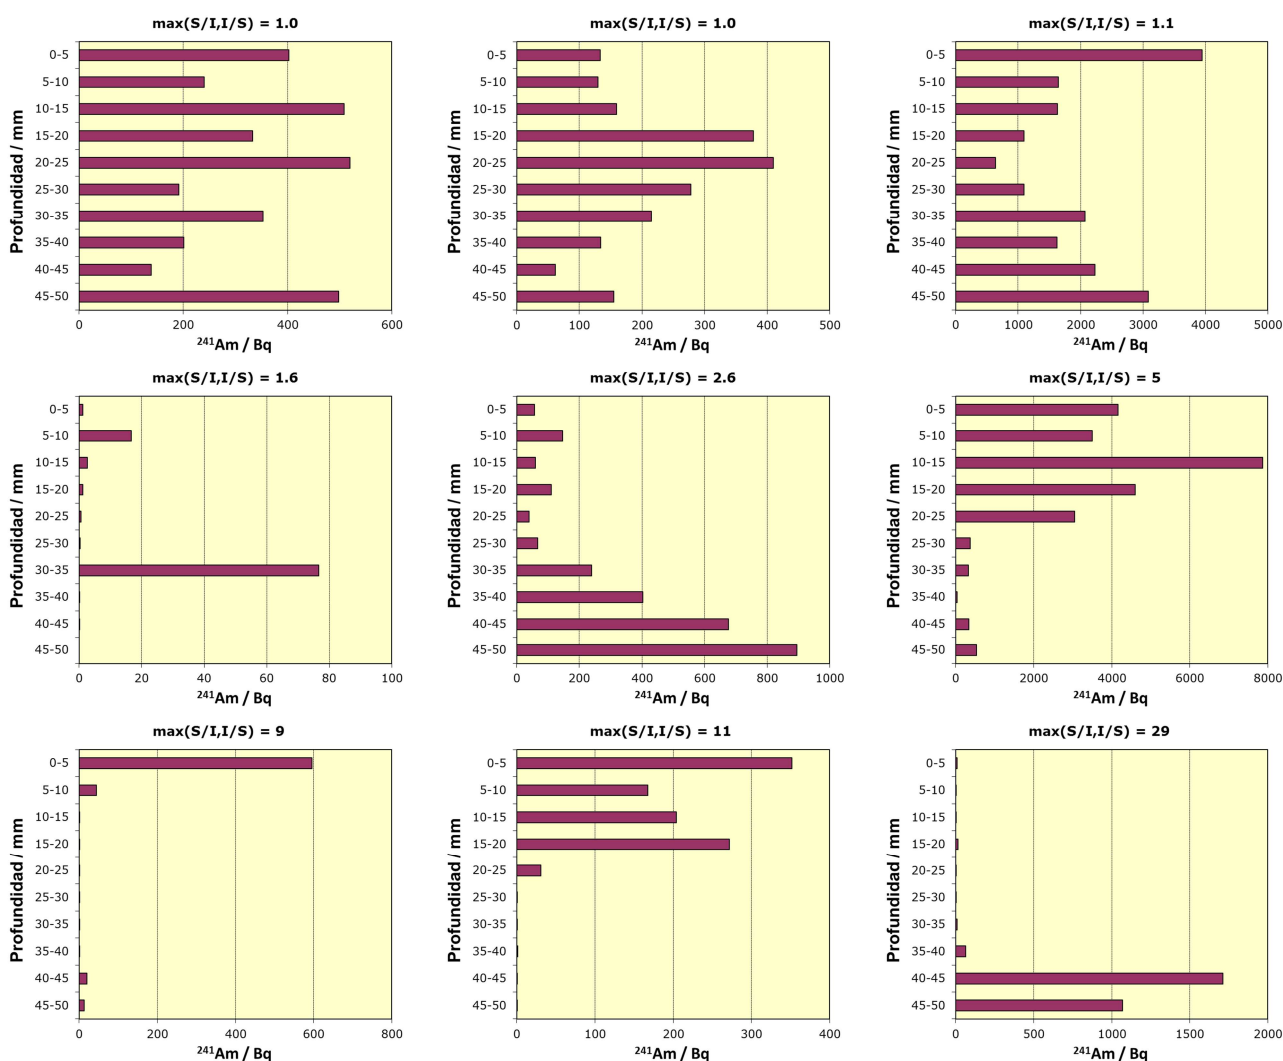 max(S/I,I/S) = 1.0
Profundidad / mm
0-5
5-10
10-15
15-20
20-25
25-30
30-35
35-40
40-45
45-50
0 200 400 600
²⁴¹Am / Bq
max(S/I,I/S) = 1.0
Profundidad / mm
0-5
5-10
10-15
15-20
20-25
25-30
30-35
35-40
40-45
45-50
0 100 200 300 400 500
²⁴¹Am / Bq
max(S/I,I/S) = 1.1
Profundidad / mm
0-5
5-10
10-15
15-20
20-25
25-30
30-35
35-40
40-45
45-50
0 1000 2000 3000 4000 5000
²⁴¹Am / Bq
max(S/I,I/S) = 1.6
Profundidad / mm
0-5
5-10
10-15
15-20
20-25
25-30
30-35
35-40
40-45
45-50
0 20 40 60 80 100
²⁴¹Am / Bq
max(S/I,I/S) = 2.6
Profundidad / mm
0-5
5-10
10-15
15-20
20-25
25-30
30-35
35-40
40-45
45-50
0 200 400 600 800 1000
²⁴¹Am / Bq
max(S/I,I/S) = 5
Profundidad / mm
0-5
5-10
10-15
15-20
20-25
25-30
30-35
35-40
40-45
45-50
0 2000 4000 6000 8000
²⁴¹Am / Bq
max(S/I,I/S) = 9
Profundidad / mm
0-5
5-10
10-15
15-20
20-25
25-30
30-35
35-40
40-45
45-50
0 200 400 600 800
²⁴¹Am / Bq
max(S/I,I/S) = 11
Profundidad / mm
0-5
5-10
10-15
15-20
20-25
25-30
30-35
35-40
40-45
45-50
0 100 200 300 400
²⁴¹Am / Bq
max(S/I,I/S) = 29
Profundidad / mm
0-5
5-10
10-15
15-20
20-25
25-30
30-35
35-40
40-45
45-50
0 500 1000 1500 2000
²⁴¹Am / Bq